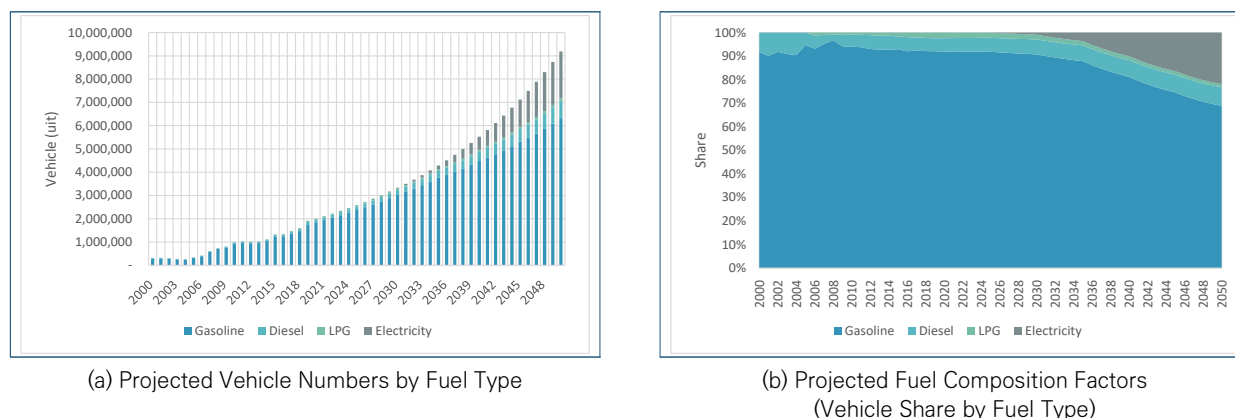 10,000,000
9,000,000
8,000,000
7,000,000
6,000,000
5,000,000
4,000,000
3,000,000
2,000,000
1,000,000
-
Vehicle (uit)
2000 2003 2006 2009 2012 2015 2018 2021 2024 2027 2030 2033 2036 2039 2042 2045 2048
Gasoline Diesel LPG Electricity
(a) Projected Vehicle Numbers by Fuel Type
100%
90%
80%
70%
60%
50%
40%
30%
20%
10%
0%
Share
2000 2002 2004 2006 2008 2010 2012 2014 2016 2018 2020 2022 2024 2026 2028 2030 2032 2034 2036 2038 2040 2042 2044 2046 2048 2050
Gasoline Diesel LPG Electricity
(b) Projected Fuel Composition Factors
(Vehicle Share by Fuel Type)